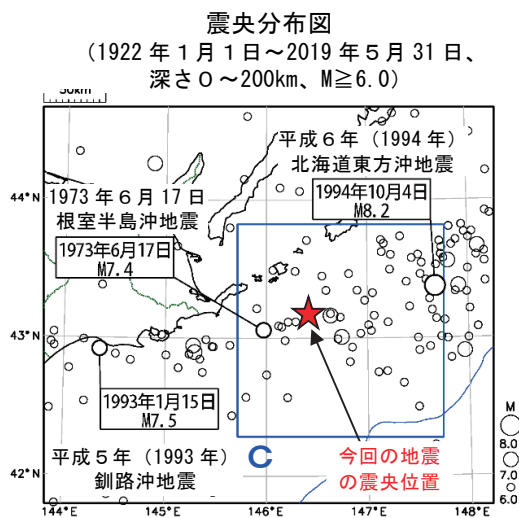 震央分布図
（1922 年１月１日～2019 年５月 31 日、
深さ０～200km、M≧6.0）
50km
平成６年（1994 年）
北海道東方沖地震
1994年10月4日
M8.2
1973 年６月 17 日
根室半島沖地震
1973年6月17日
M7.4
44°N
43°N
42°N
1993年1月15日
M7.5
平成５年（1993 年）
釧路沖地震
C
今回の地震
の震央位置
M
8.0
7.0
6.0
144°E
145°E
146°E
147°E
148°E